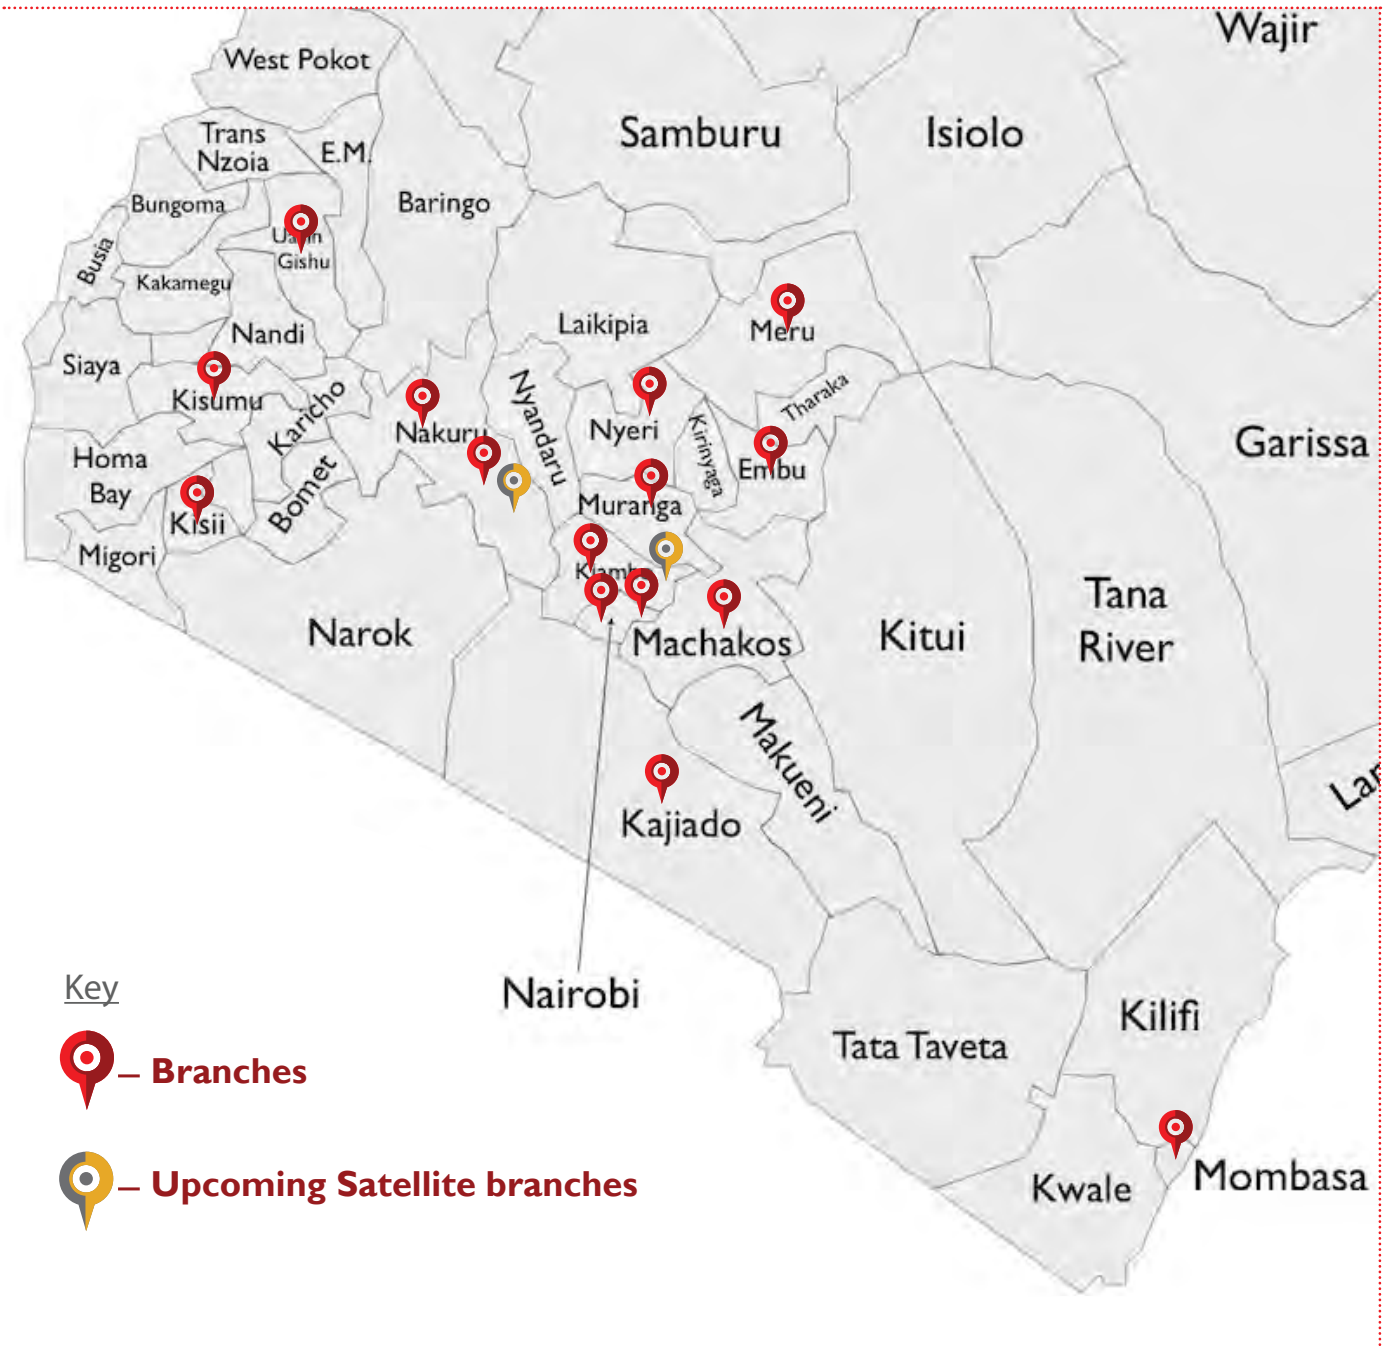 Wajir
West Pokot
Samburu
Isiolo
Trans
Nzoia
E.M.
Baringo
Bungoma
Busia
Gishu
Kakamegu
Laikipia
Meru
Nandi
Siaya
Kisumu
Karicho
Nakuru
Nyandaru
Nyeri
Kirinyaga
Tharaka
Embu
Garissa
Homa
Bay
Bomet
Kisii
Muranga
Migori
Tana
River
Narok
Machakos
Kitui
Makueni
Kajiado
Key
Nairobi
Kilifi
Tata Taveta
Branches
Mombasa
Kwale
Upcoming Satellite branches